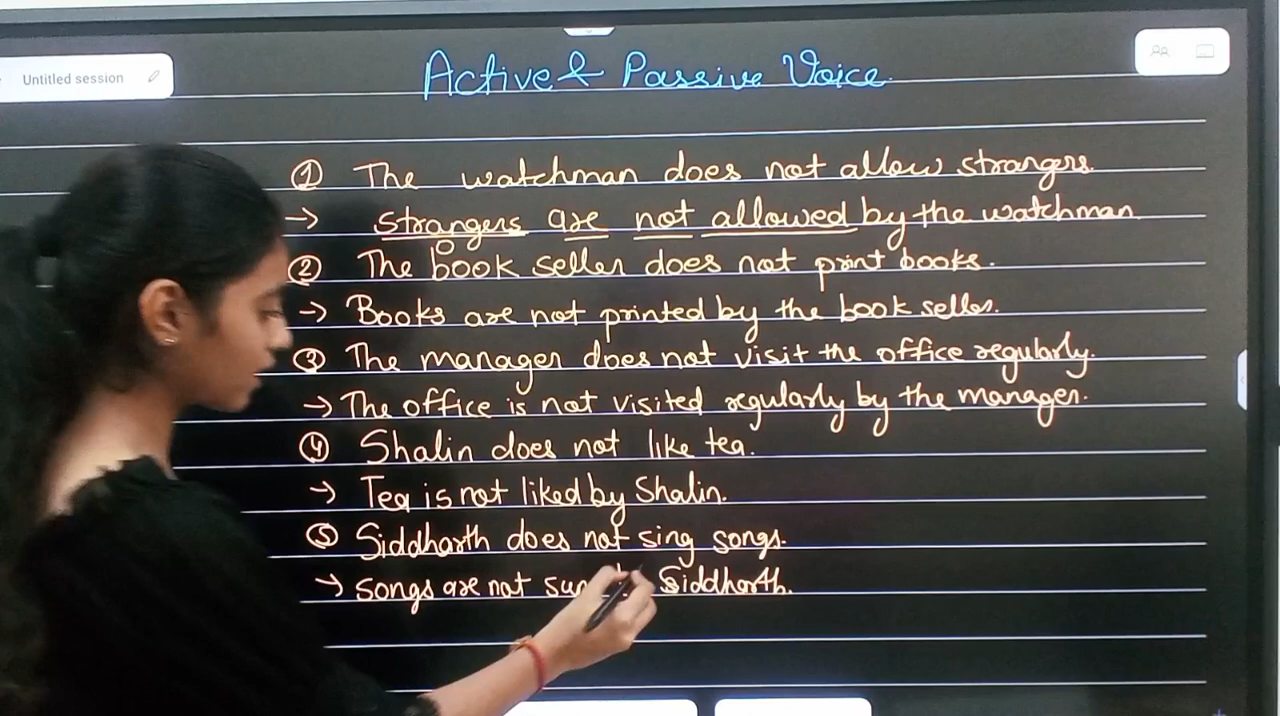 Untitled session
Active & Passive Voice.
① The watchman does not allow strangers.
→ strangers are not allowed by the watchman.
② The book seller does not print books.
→ Books are not printed by the book seller.
③ The manager does not visit the office regularly.
→ The office is not visited regularly by the manager.
④ Shalin does not like tea.
→ Tea is not liked by Shalin.
⑤ Siddharth does not sing songs.
→ Songs are not Siddharth.